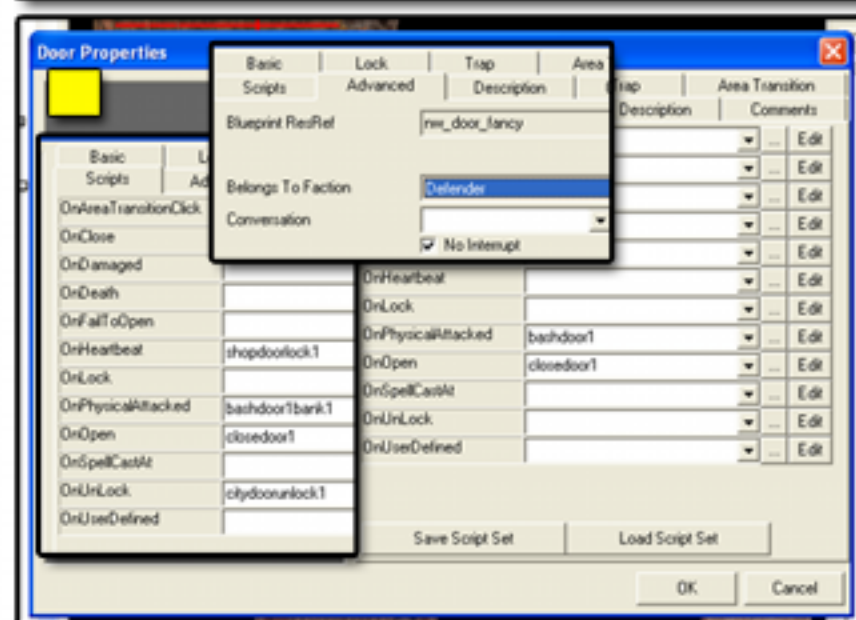 Door Properties
Basic Lock Trap Area
Scripts Advanced Description
Blueprint ResRef nw_door_fancy
Belongs To Faction Defender
Conversation
No Interrupt
Trap Area Transition
Description Comments
... Edit
... Edit
... Edit
... Edit
... Edit
OnHeartbeat ... Edit
OnLock ... Edit
OnPhysicalAttacked bashdoor1 ... Edit
OnOpen closedoor1 ... Edit
OnSpellCastAt ... Edit
OnUnLock ... Edit
OnUserDefined ... Edit
Save Script Set Load Script Set
OK Cancel
Basic L
Scripts Ad
OnAreaTransitionClick
OnClose
OnDamaged
OnDeath
OnFailToOpen
OnHeartbeat shopdoorlock1
OnLock
OnPhysicalAttacked bashdoor1bank1
OnOpen closedoor1
OnSpellCastAt
OnUnLock citydoorunlock1
OnUserDefined